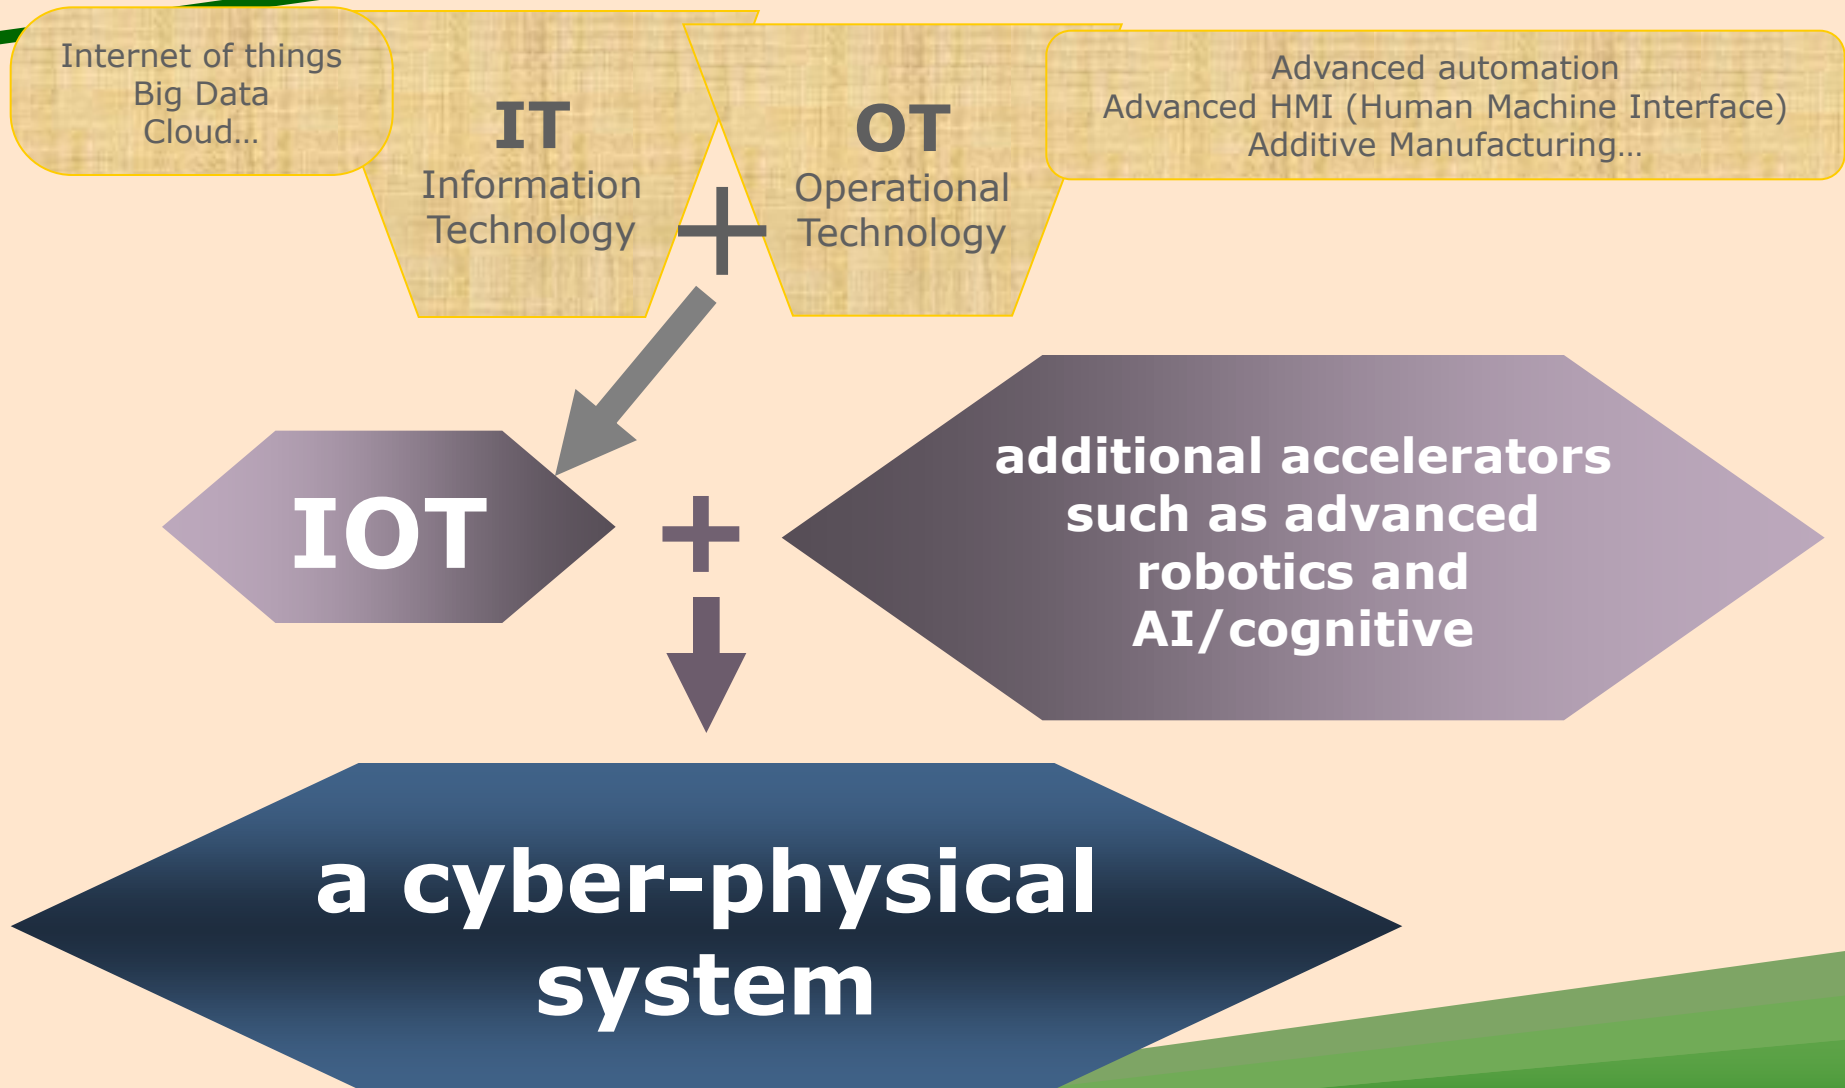 Internet of things
Big Data
Cloud…
IT
Information
Technology
+
OT
Operational
Technology
Advanced automation
Advanced HMI (Human Machine Interface)
Additive Manufacturing…
IOT
+
additional accelerators
such as advanced
robotics and
AI/cognitive
a cyber-physical
system